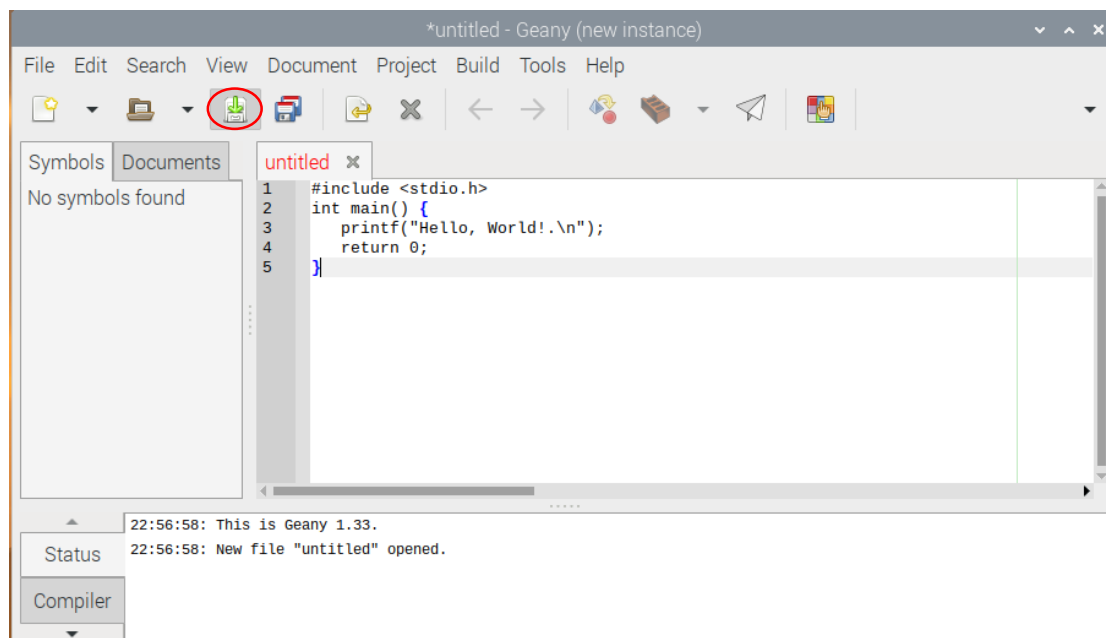 *untitled - Geany (new instance)
File Edit Search View Document Project Build Tools Help
Symbols Documents
untitled
No symbols found
1 #include <stdio.h>
2 int main() {
3 printf("Hello, World!.\n");
4 return 0;
5 }
22:56:58: This is Geany 1.33.
Status
22:56:58: New file "untitled" opened.
Compiler